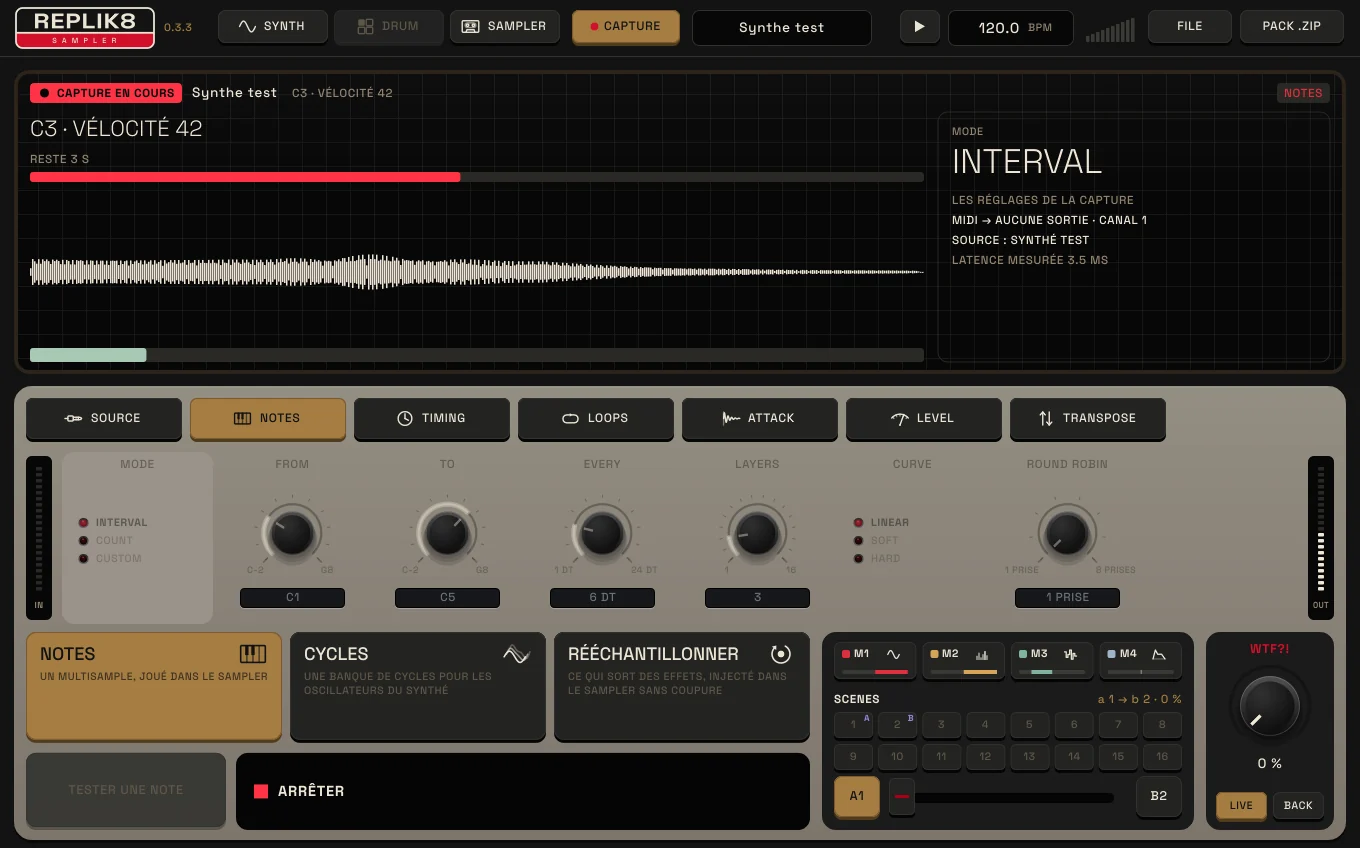 REPLIK8
SAMPLER
0.3.3
SYNTH
DRUM
SAMPLER
CAPTURE
Synthe test
120.0 BPM
FILE
PACK .ZIP
CAPTURE EN COURS
Synthe test
C3 · VÉLOCITÉ 42
NOTES
C3 · VÉLOCITÉ 42
RESTE 3 S
MODE
INTERVAL
LES RÉGLAGES DE LA CAPTURE
MIDI → AUCUNE SORTIE · CANAL 1
SOURCE : SYNTHÉ TEST
LATENCE MESURÉE 3.5 MS
SOURCE
NOTES
TIMING
LOOPS
ATTACK
LEVEL
TRANSPOSE
IN
MODE
INTERVAL
COUNT
CUSTOM
FROM
C-2 G8
C1
TO
C-2 G8
C5
EVERY
1 DT 24 DT
6 DT
LAYERS
1 16
3
CURVE
LINEAR
SOFT
HARD
ROUND ROBIN
1 PRISE 8 PRISES
1 PRISE
OUT
NOTES
UN MULTISAMPLE, JOUÉ DANS LE SAMPLER
CYCLES
UNE BANQUE DE CYCLES POUR LES
OSCILLATEURS DU SYNTHÉ
RÉÉCHANTILLONNER
CE QUI SORT DES EFFETS, INJECTÉ DANS
LE SAMPLER SANS COUPURE
TESTER UNE NOTE
ARRÊTER
M1
M2
M3
M4
SCENES
a 1 → b 2 · 0 %
1 A 2 B 3 4 5 6 7 8
9 10 11 12 13 14 15 16
A1
B2
WTF?!
0 %
LIVE
BACK